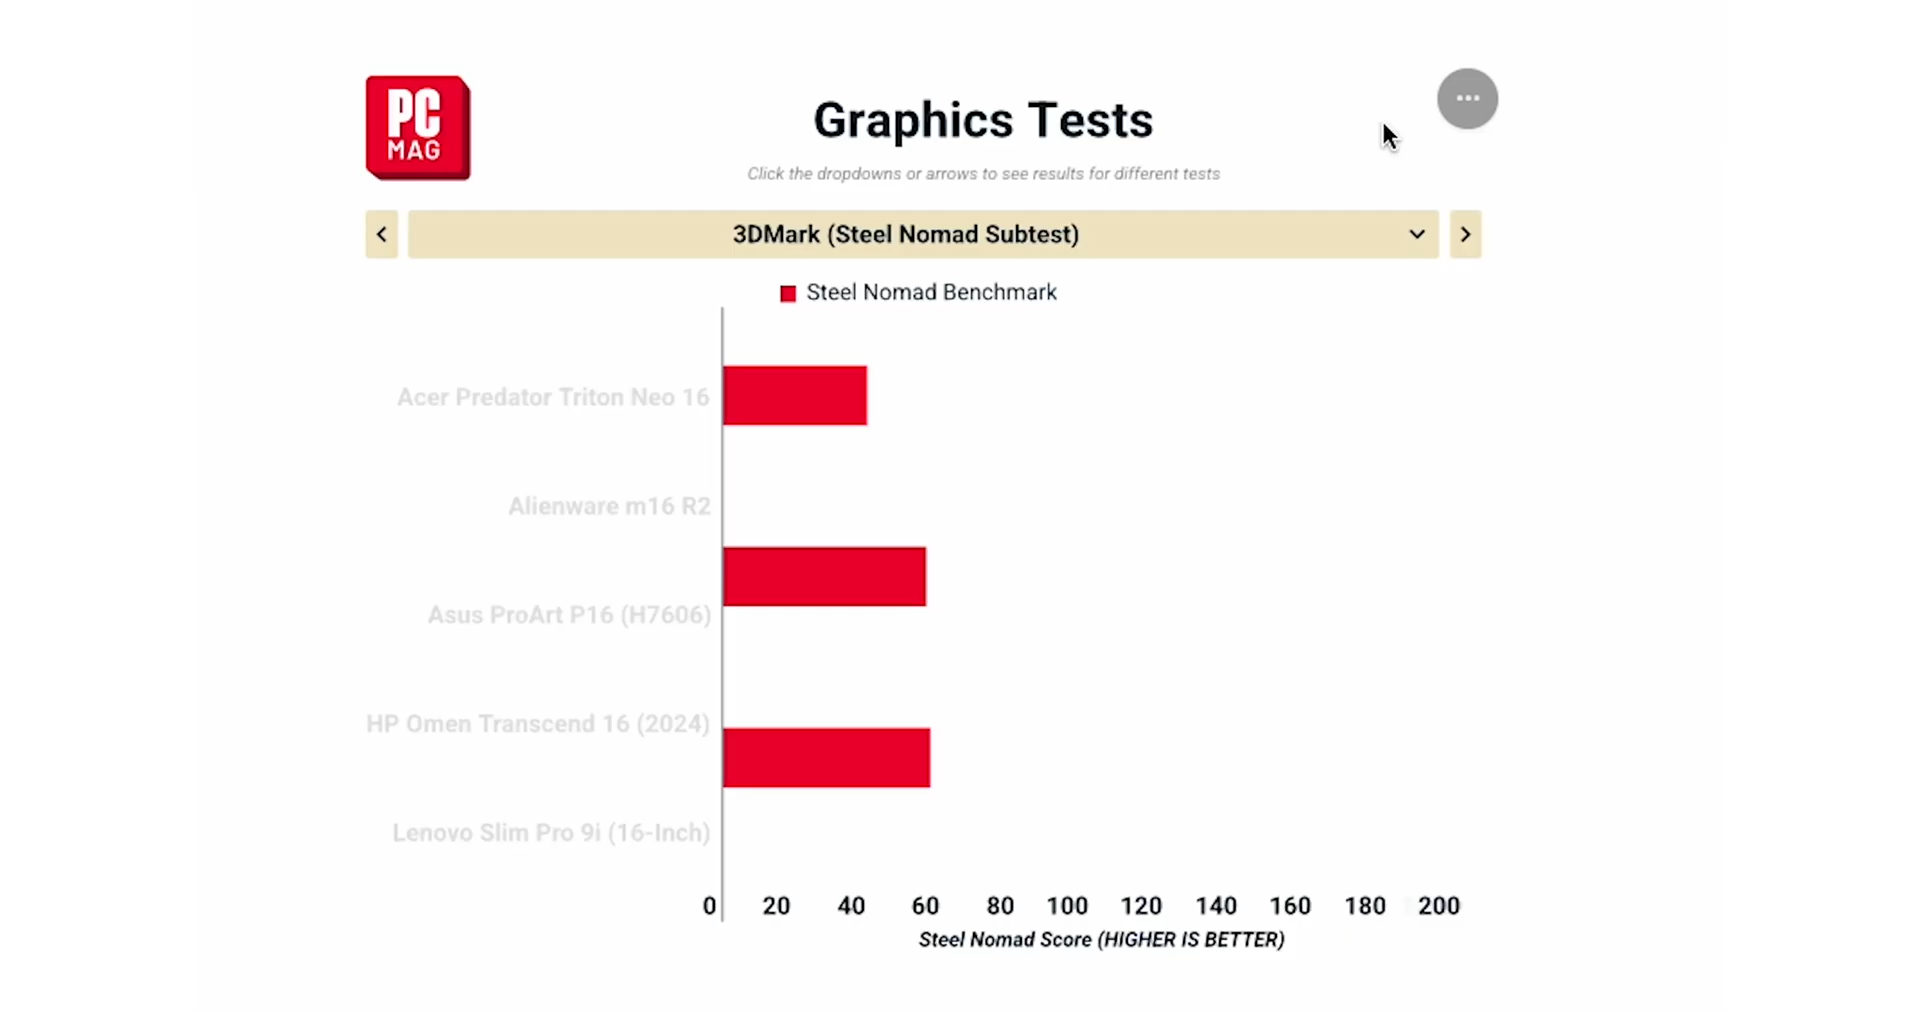 PC
MAG
Graphics Tests
Click the dropdowns or arrows to see results for different tests
3DMark (Steel Nomad Subtest)
Steel Nomad Benchmark
Acer Predator Triton Neo 16
Alienware m16 R2
Asus ProArt P16 (H7606)
HP Omen Transcend 16 (2024)
Lenovo Slim Pro 9i (16-Inch)
0 20 40 60 80 100 120 140 160 180 200
Steel Nomad Score (HIGHER IS BETTER)